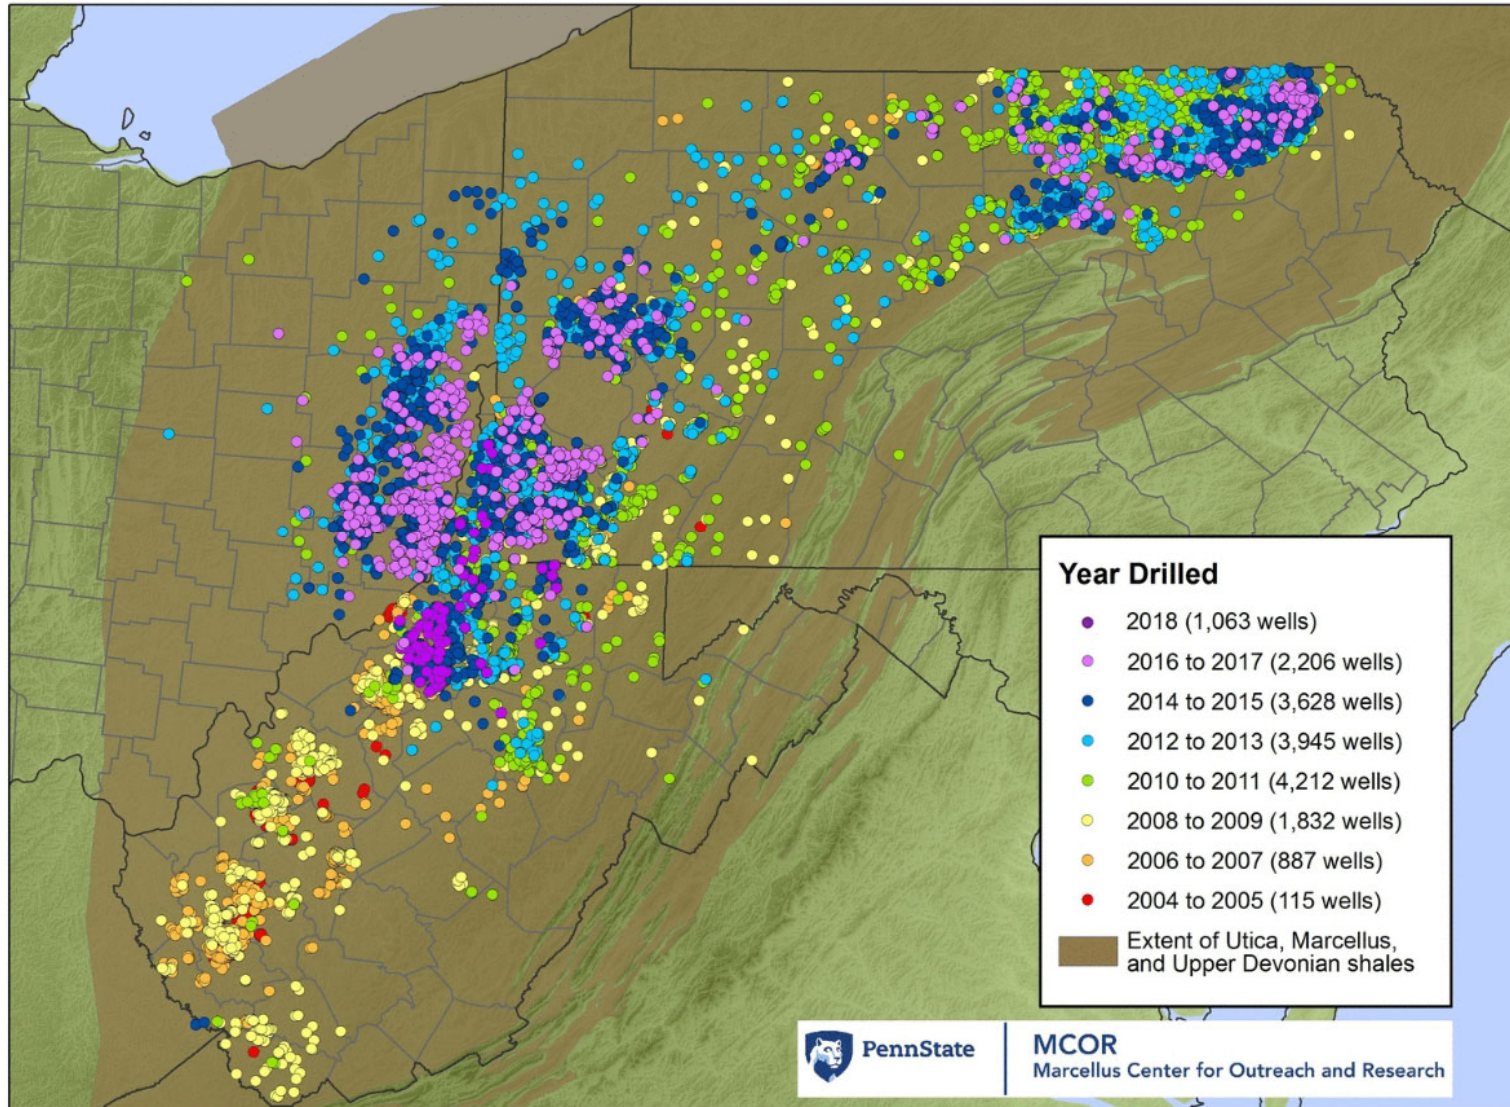 Year Drilled
2018 (1,063 wells)
2016 to 2017 (2,206 wells)
2014 to 2015 (3,628 wells)
2012 to 2013 (3,945 wells)
2010 to 2011 (4,212 wells)
2008 to 2009 (1,832 wells)
2006 to 2007 (887 wells)
2004 to 2005 (115 wells)
Extent of Utica, Marcellus,
and Upper Devonian shales
PennState
MCOR
Marcellus Center for Outreach and Research